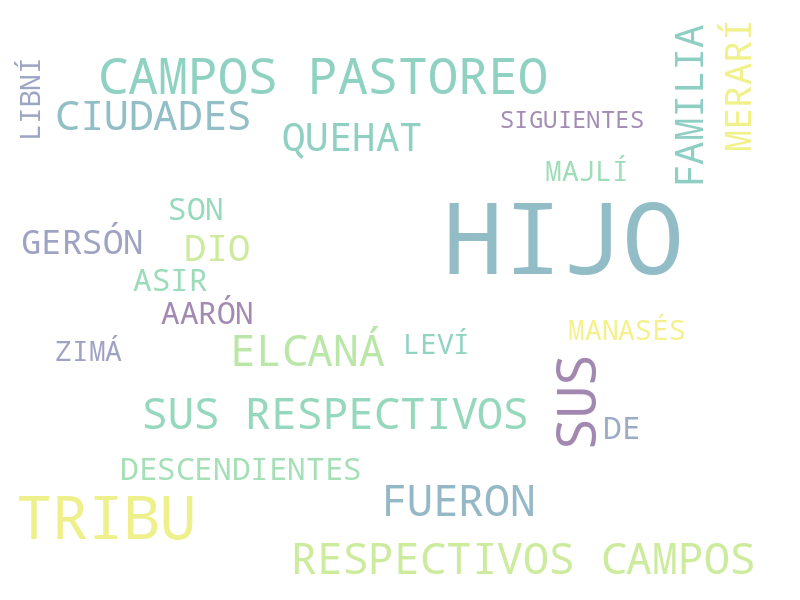 LIBNÍ
CAMPOS PASTOREO
FAMILIA
MERARÍ
CIUDADES
SIGUIENTES
QUEHAT
MAJLÍ
SON
HIJO
GERSÓN
DIO
ASIR
AARÓN
MANASÉS
ZIMÁ
ELCANÁ
LEVÍ
SUS
SUS RESPECTIVOS
DE
DESCENDIENTES
TRIBU
FUERON
RESPECTIVOS CAMPOS